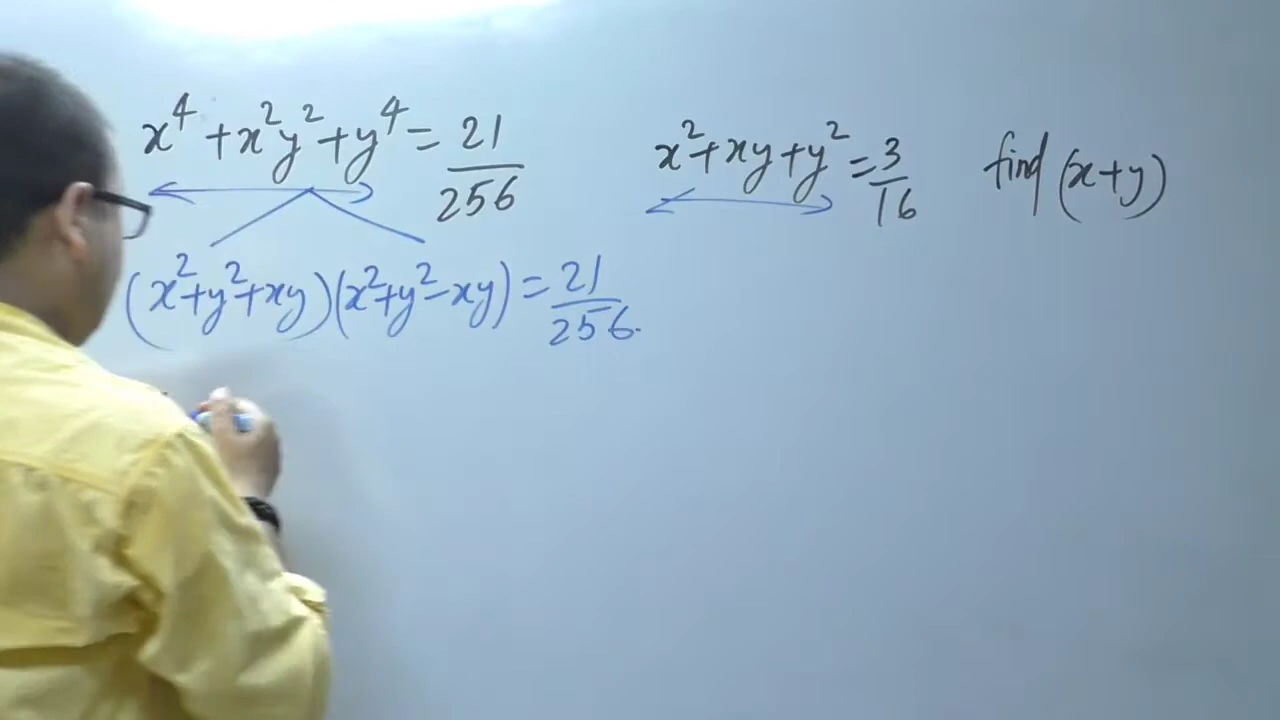 x⁴+x²y²+y⁴=21/256 x²+xy+y²=3/16 find (x+y)
(x²+y²+xy)(x²+y²-xy)=21/256.